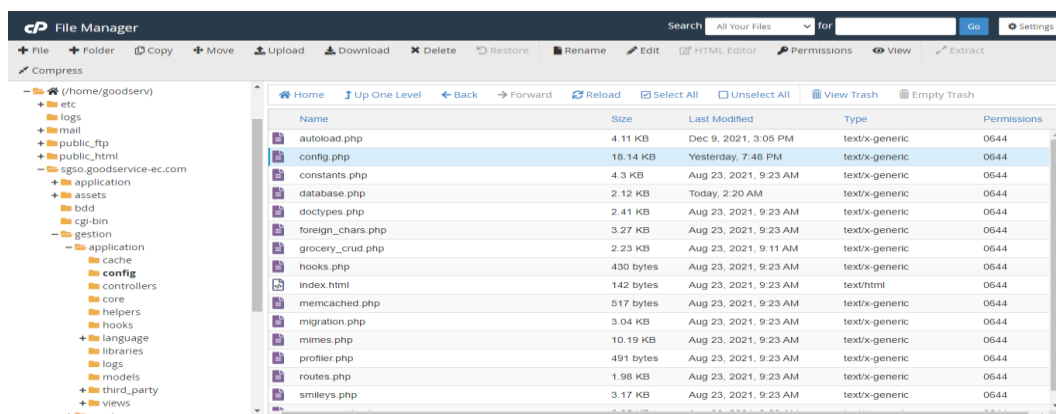 cP File Manager Search All Your Files for Go Settings
File Folder Copy Move Upload Download Delete Restore Rename Edit HTML Editor Permissions View Extract
Compress
(/home/goodserv)
etc
logs
mail
public_ftp
public_html
sgso.goodservice-ec.com
application
assets
bdd
cgi-bin
gestion
application
cache
config
controllers
core
helpers
hooks
language
libraries
logs
models
third_party
views
Home Up One Level Back Forward Reload Select All Unselect All View Trash Empty Trash
Name Size Last Modified Type Permissions
autoload.php 4.11 KB Dec 9, 2021, 3:05 PM text/x-generic 0644
config.php 18.14 KB Yesterday, 7:48 PM text/x-generic 0644
constants.php 4.3 KB Aug 23, 2021, 9:23 AM text/x-generic 0644
database.php 2.12 KB Today, 2:20 AM text/x-generic 0644
doctypes.php 2.41 KB Aug 23, 2021, 9:23 AM text/x-generic 0644
foreign_chars.php 3.27 KB Aug 23, 2021, 9:23 AM text/x-generic 0644
grocery_crud.php 2.23 KB Aug 23, 2021, 9:11 AM text/x-generic 0644
hooks.php 430 bytes Aug 23, 2021, 9:23 AM text/x-generic 0644
index.html 142 bytes Aug 23, 2021, 9:23 AM text/html 0644
memcached.php 517 bytes Aug 23, 2021, 9:23 AM text/x-generic 0644
migration.php 3.04 KB Aug 23, 2021, 9:23 AM text/x-generic 0644
mimes.php 10.19 KB Aug 23, 2021, 9:23 AM text/x-generic 0644
profiler.php 491 bytes Aug 23, 2021, 9:23 AM text/x-generic 0644
routes.php 1.98 KB Aug 23, 2021, 9:23 AM text/x-generic 0644
smileys.php 3.17 KB Aug 23, 2021, 9:23 AM text/x-generic 0644